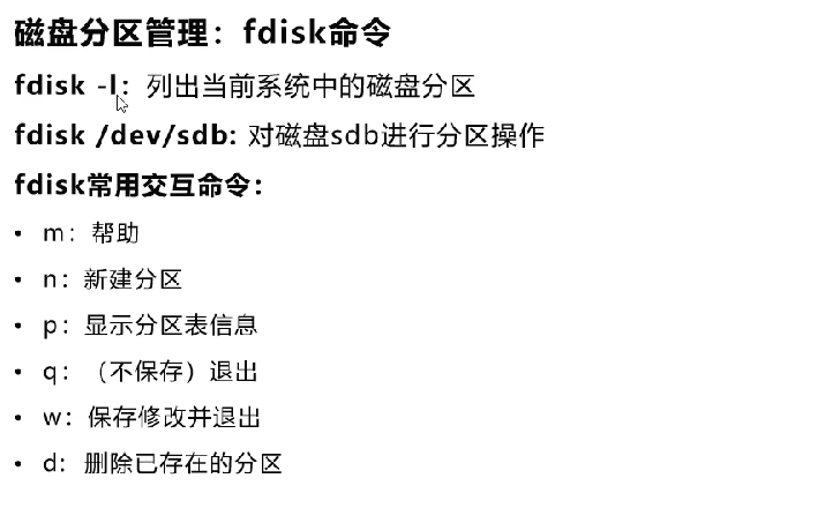 磁盘分区管理：fdisk命令
fdisk -l：列出当前系统中的磁盘分区
fdisk /dev/sdb: 对磁盘sdb进行分区操作
fdisk常用交互命令：
• m：帮助
• n：新建分区
• p：显示分区表信息
• q：（不保存）退出
• w：保存修改并退出
• d：删除已存在的分区